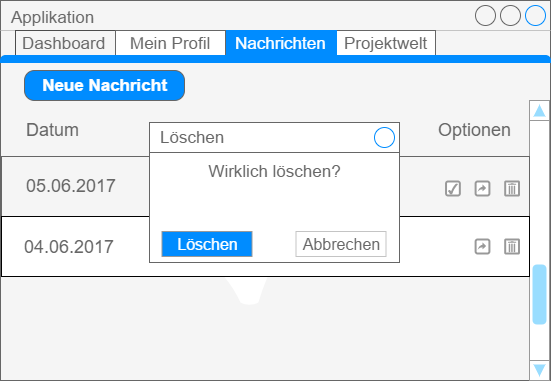 Applikation
Dashboard Mein Profil Nachrichten Projektwelt
Neue Nachricht
Datum Optionen
Löschen
Wirklich löschen?
05.06.2017
Löschen Abbrechen
04.06.2017